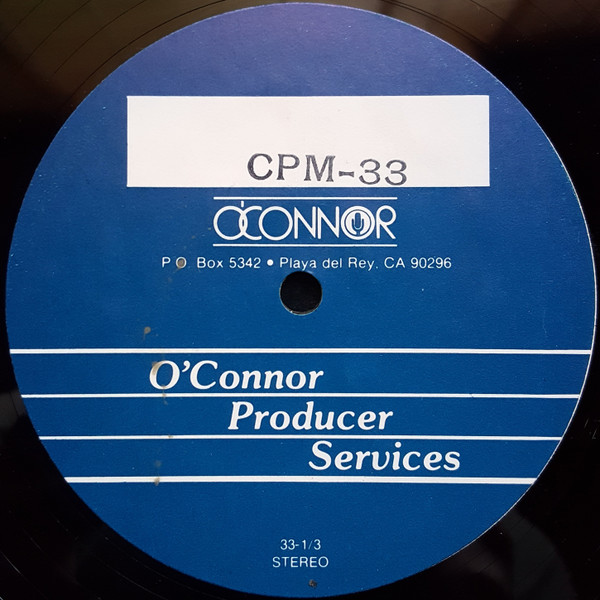 CPM-33
O'CONNOR
P.O. Box 5342 • Playa del Rey, CA 90296
O'Connor
Producer
Services
33-1/3
STEREO